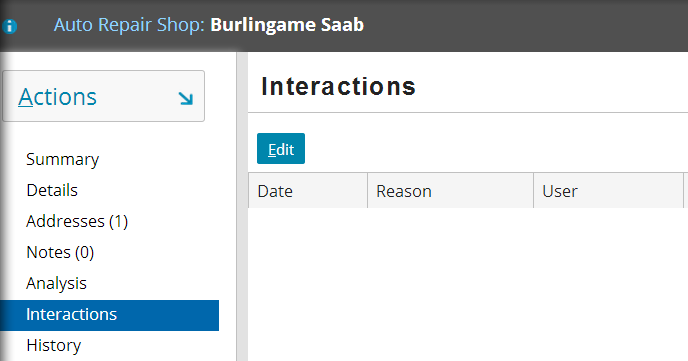 Auto Repair Shop: Burlingame Saab
Actions
Summary
Details
Addresses (1)
Notes (0)
Analysis
Interactions
History
Interactions
Edit
Date Reason User